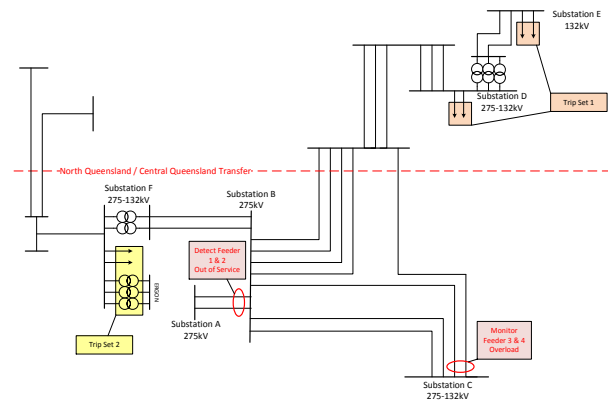 Substation E
132kV
Substation D
275-132kV
Trip Set 1
North Queensland / Central Queensland Transfer
Substation F
275-132kV
Substation B
275kV
Detect Feeder
1 & 2
Out of Service
ERGON
Substation A
275kV
Trip Set 2
Monitor
Feeder 3 & 4
Overload
Substation C
275-132kV